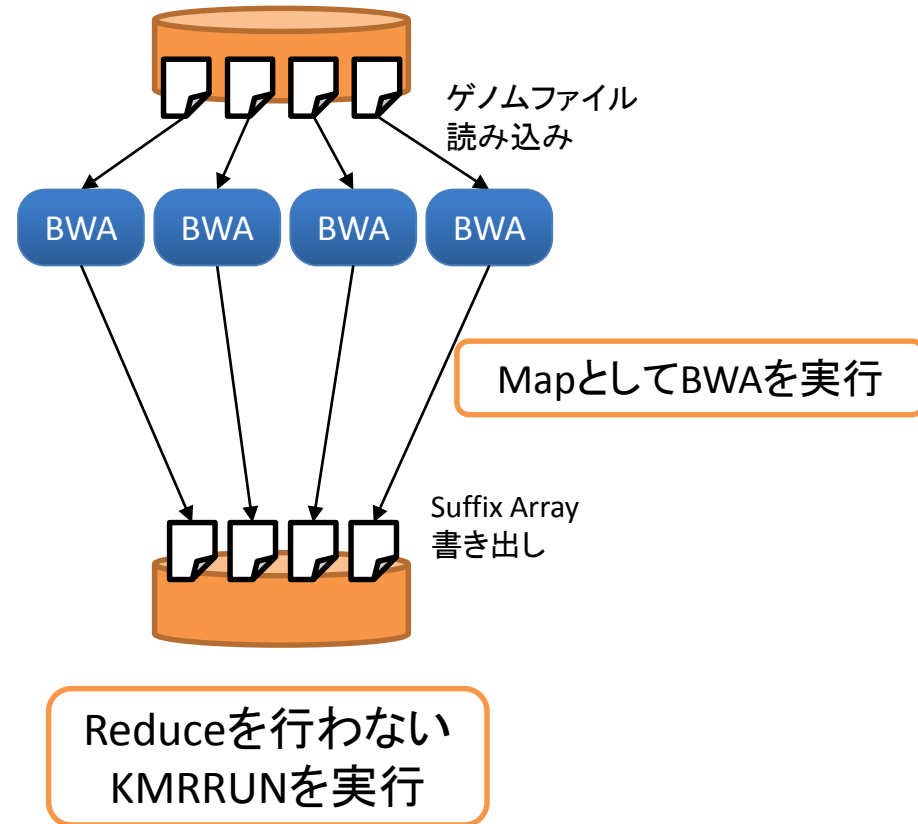 ゲノムファイル
読み込み
BWA
BWA
BWA
BWA
MapとしてBWAを実行
Suffix Array
書き出し
Reduceを行わない
KMRRUNを実行